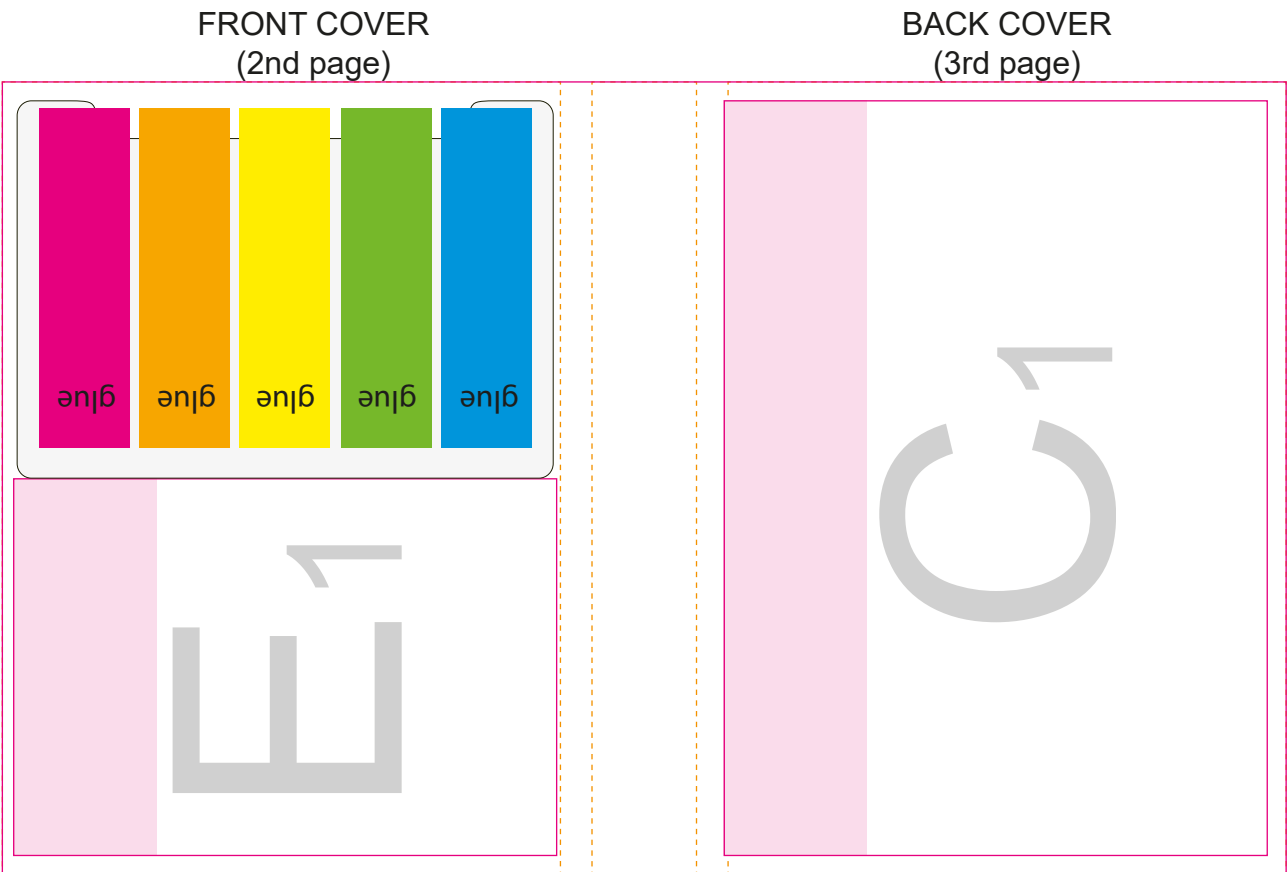 FRONT COVER
(2nd page)
BACK COVER
(3rd page)
glue glue glue glue glue
E1
C1